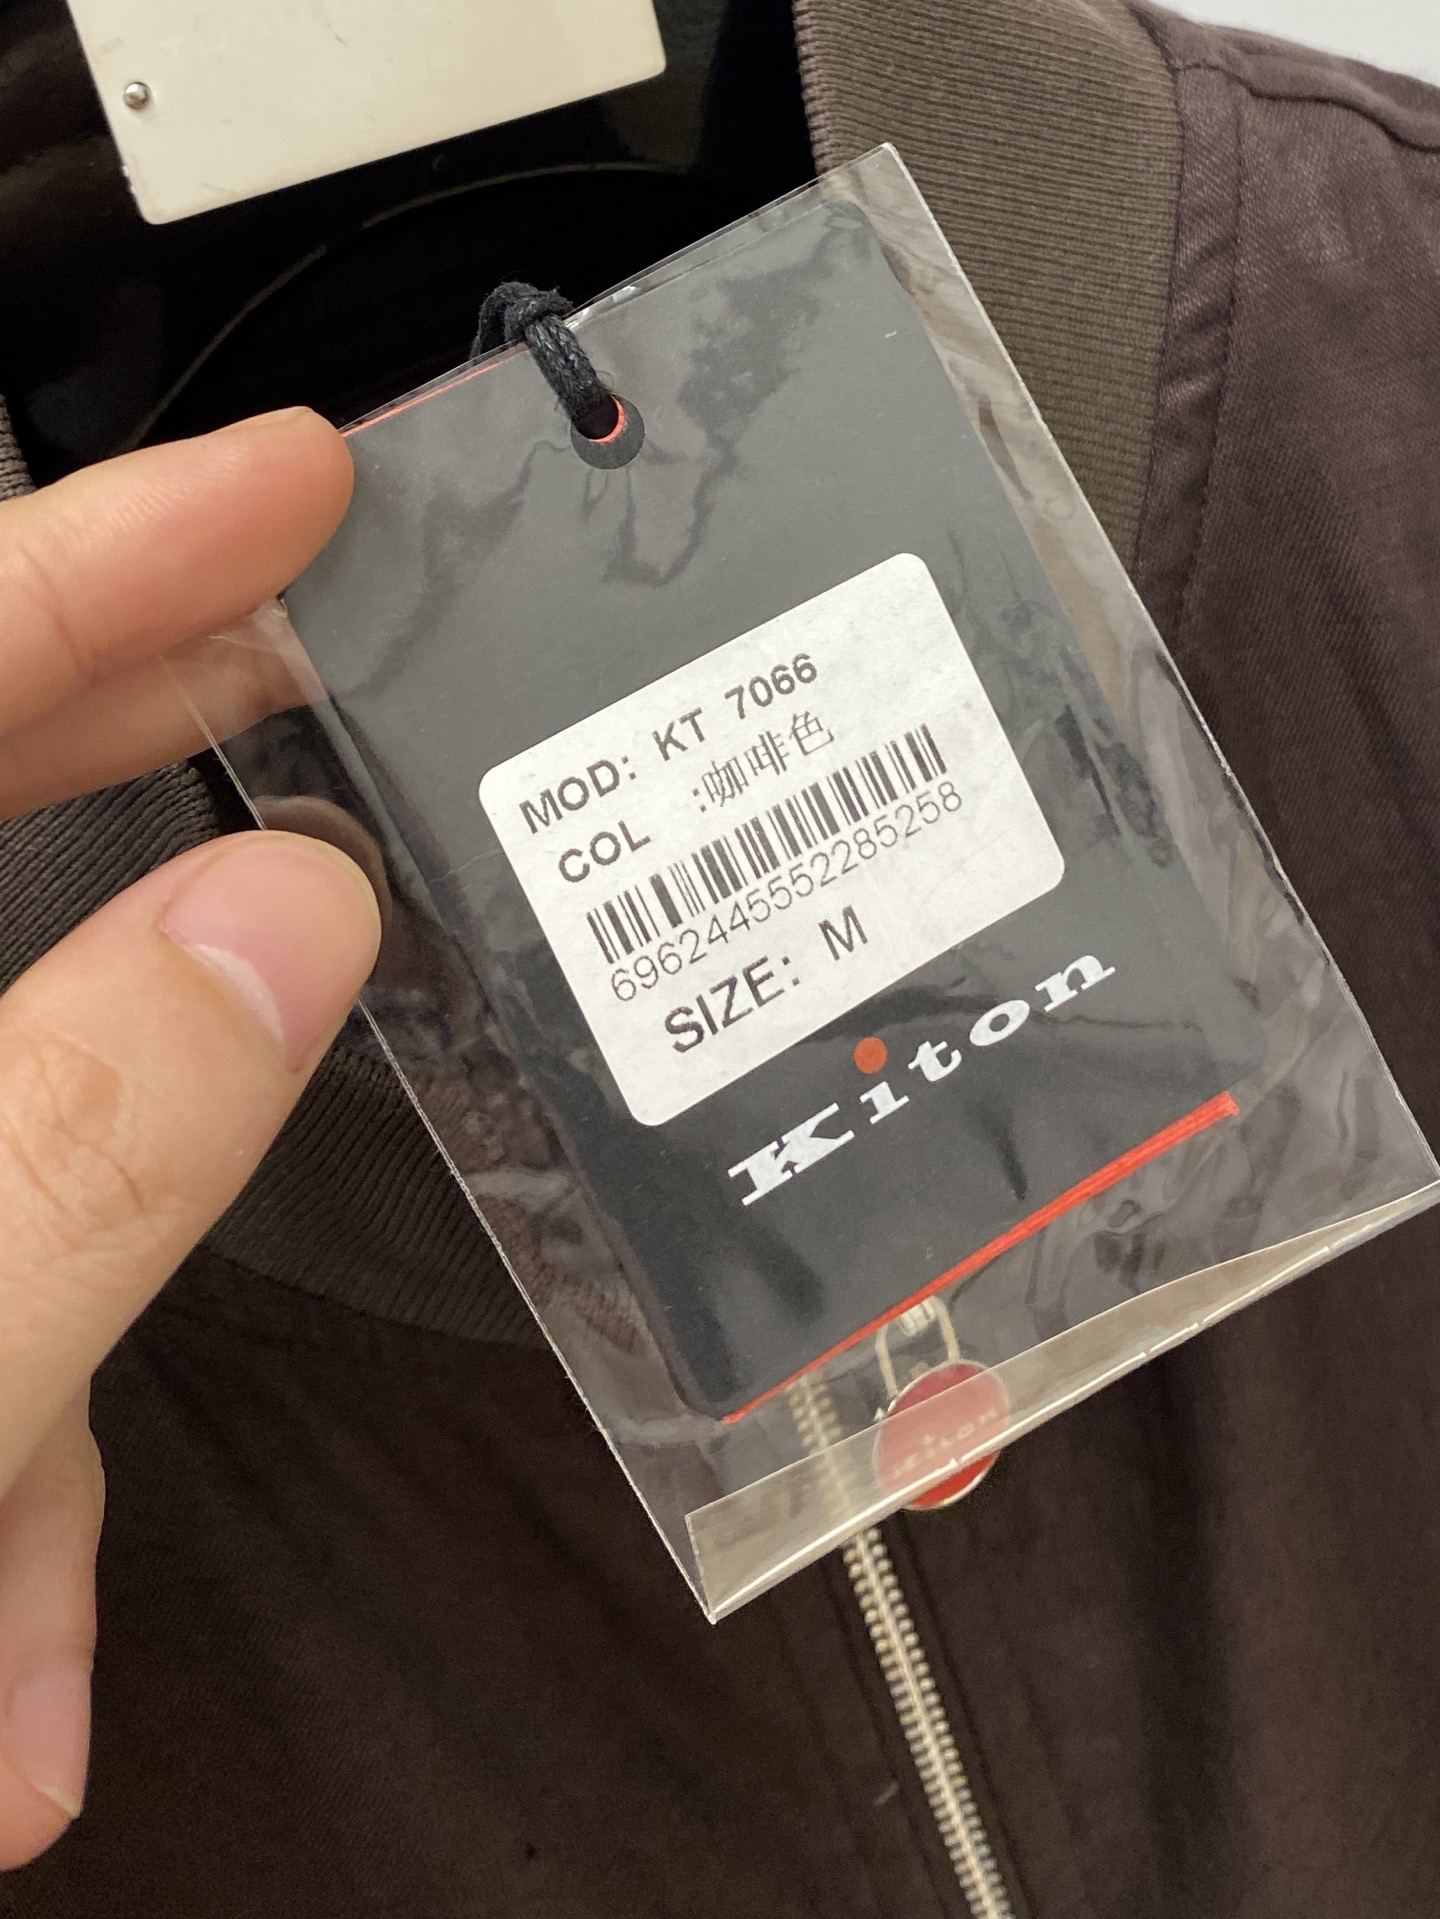 MOD: KT 7066
COL :咖啡色
6962445552285258
SIZE: M
Kiton